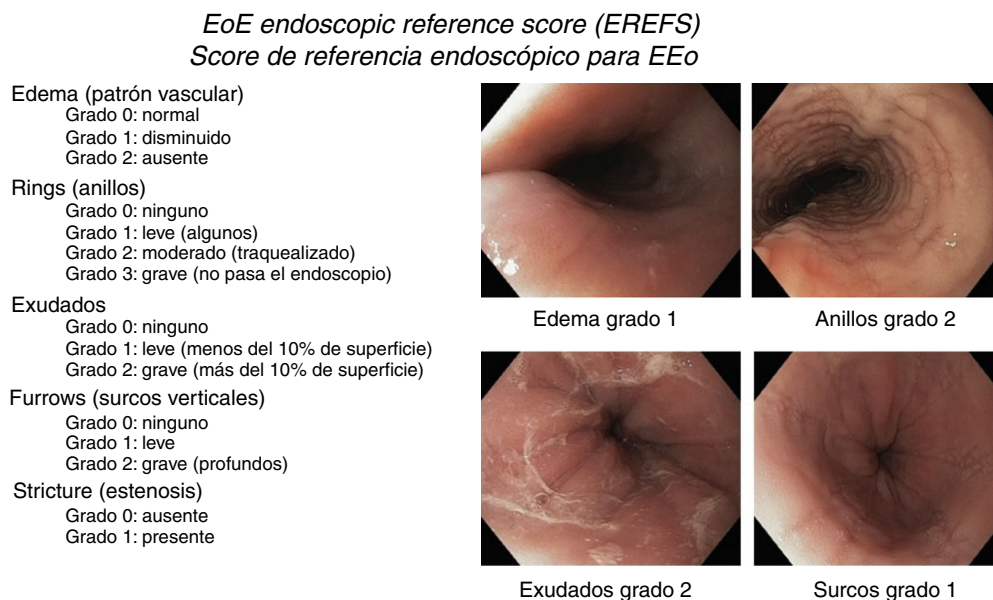 EoE endoscopic reference score (EREFS)
Score de referencia endoscópico para EEo
Edema (patrón vascular)
Grado 0: normal
Grado 1: disminuido
Grado 2: ausente
Rings (anillos)
Grado 0: ninguno
Grado 1: leve (algunos)
Grado 2: moderado (traquealizado)
Grado 3: grave (no pasa el endoscopio)
Exudados
Grado 0: ninguno
Grado 1: leve (menos del 10% de superficie)
Grado 2: grave (más del 10% de superficie)
Furrows (surcos verticales)
Grado 0: ninguno
Grado 1: leve
Grado 2: grave (profundos)
Stricture (estenosis)
Grado 0: ausente
Grado 1: presente
Edema grado 1
Anillos grado 2
Exudados grado 2
Surcos grado 1